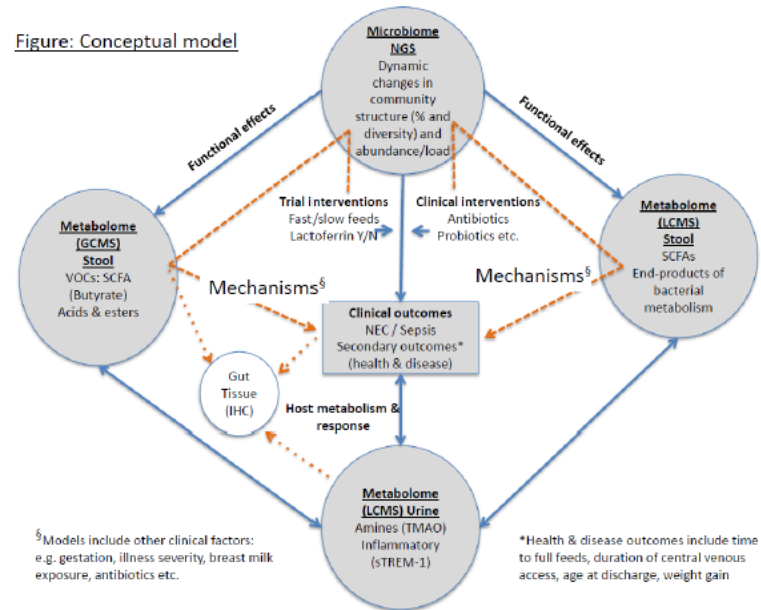 Figure: Conceptual model
Microbiome
NGS
Dynamic
changes in
community
structure (% and
diversity) and
abundance/load
Functional effects
Functional effects
Trial interventions
Fast/slow feeds
Lactoferrin Y/N
Clinical interventions
Antibiotics
Probiotics etc.
Metabolome
(GCMS)
Stool
VOCs: SCFA
(Butyrate)
Acids & esters
Metabolome
(LCMS)
Stool
SCFAs
End-products of
bacterial
metabolism
Mechanisms§
Mechanisms§
Clinical outcomes
NEC / Sepsis
Secondary outcomes*
(health & disease)
Gut
Tissue
(IHC)
Host metabolism &
response
Metabolome
(LCMS) Urine
Amines (TMAO)
Inflammatory
(sTREM-1)
§Models include other clinical factors:
e.g. gestation, illness severity, breast milk
exposure, antibiotics etc.
*Health & disease outcomes include time
to full feeds, duration of central venous
access, age at discharge, weight gain